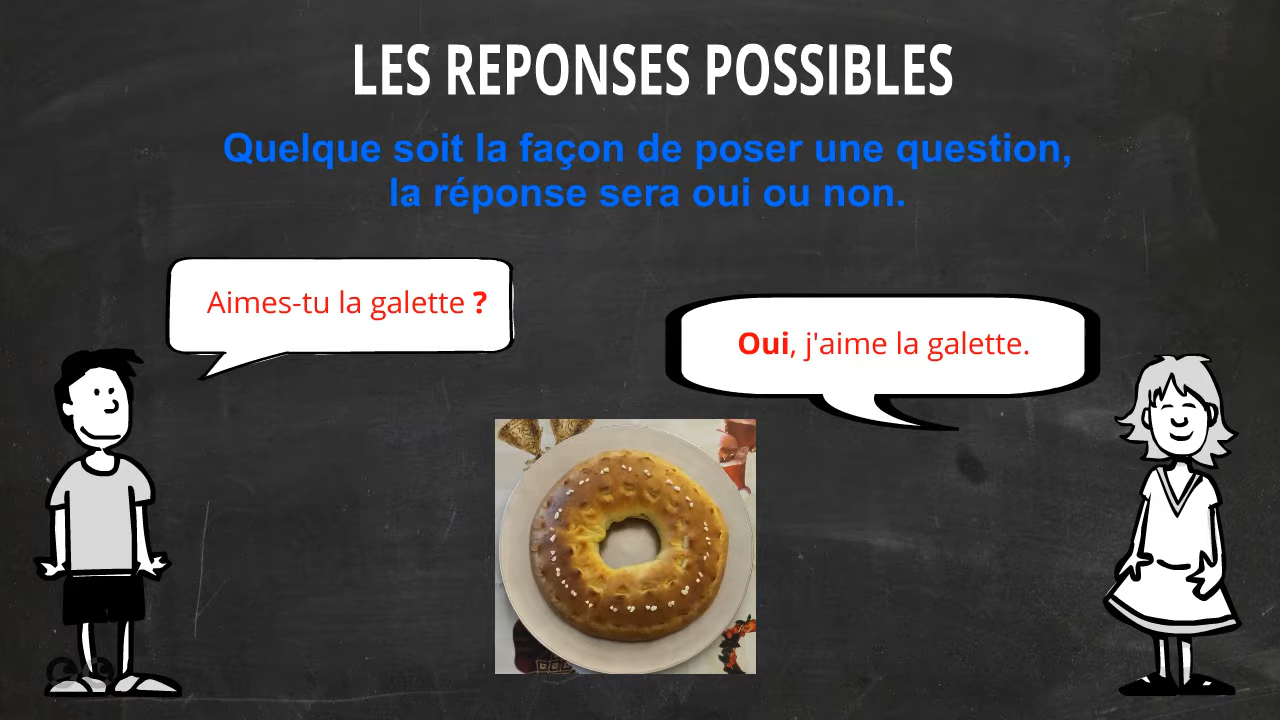 LES REPONSES POSSIBLES
Quelque soit la façon de poser une question,
la réponse sera oui ou non.
Aimes-tu la galette ?
Oui, j'aime la galette.